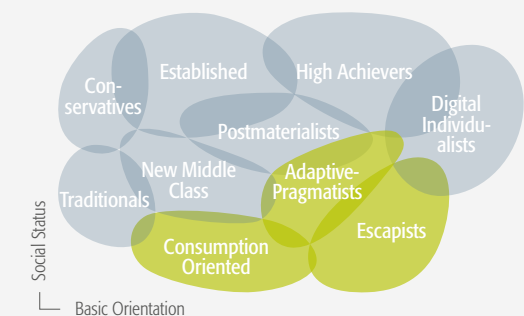 Established
High Achievers
Con-
servatives
Digital
Individu-
alists
Postmaterialists
New Middle
Class
Adaptive-
Pragmatists
Traditionals
Escapists
Consumption
Oriented
Social Status
Basic Orientation